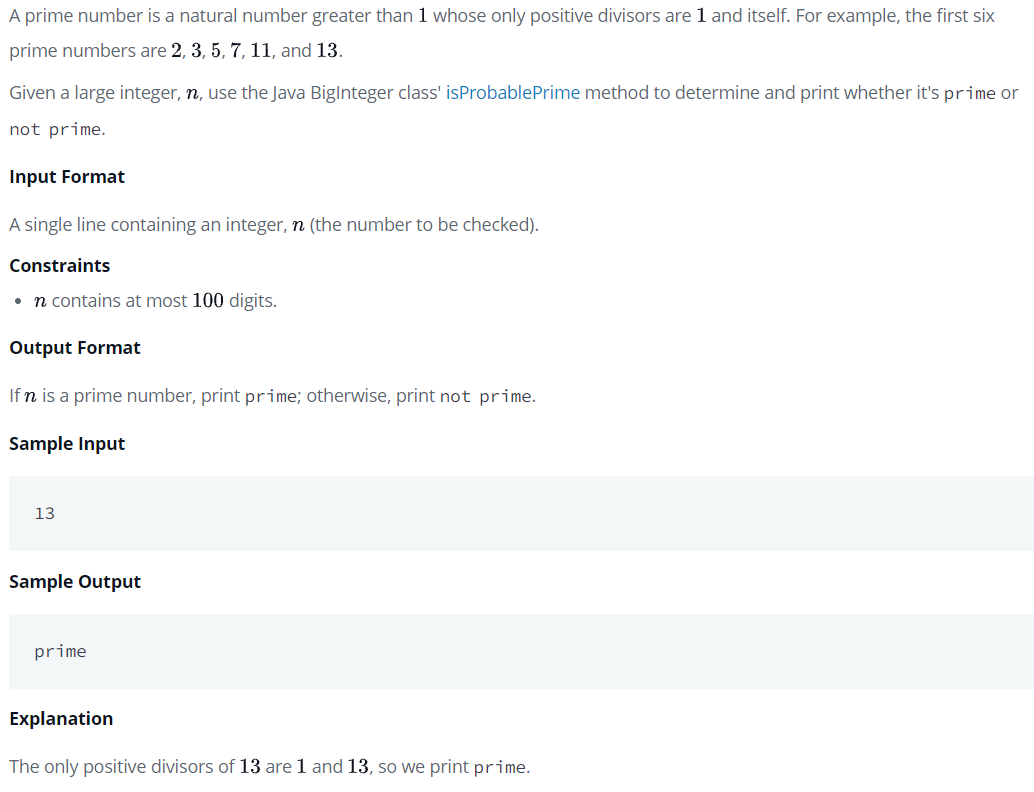 A prime number is a natural number greater than 1 whose only positive divisors are 1 and itself. For example, the first six
prime numbers are 2, 3, 5, 7, 11, and 13.
Given a large integer, n, use the Java BigInteger class' isProbablePrime method to determine and print whether it's prime or
not prime.
Input Format
A single line containing an integer, n (the number to be checked).
Constraints
• n contains at most 100 digits.
Output Format
If n is a prime number, print prime; otherwise, print not prime.
Sample Input
13
Sample Output
prime
Explanation
The only positive divisors of 13 are 1 and 13, so we print prime.